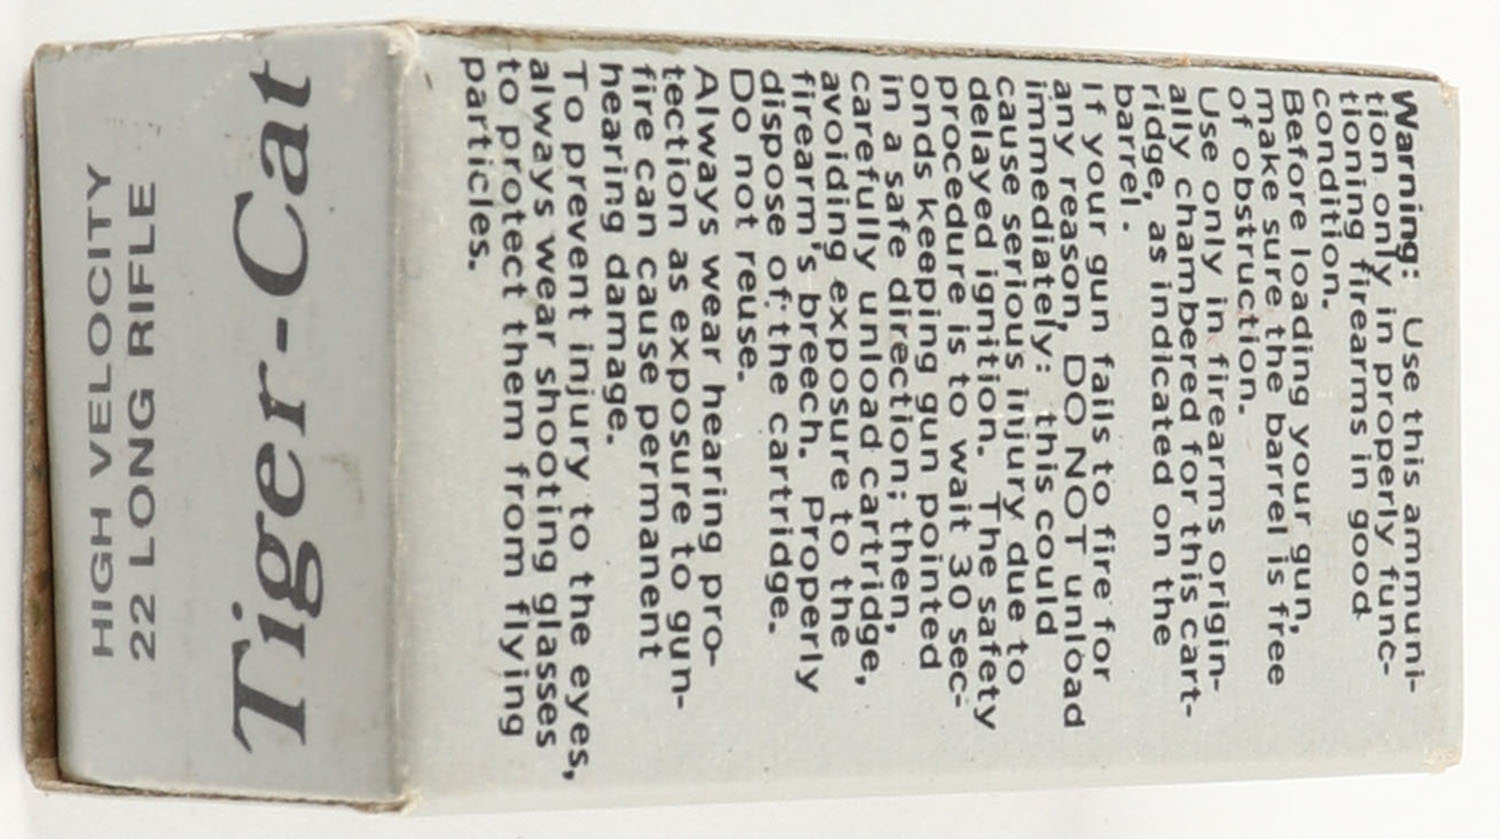 HIGH VELOCITY
22 LONG RIFLE
Tiger-Cat
Warning: Use this ammuni-
tion only in properly func-
tioning firearms in good
condition.
Before loading your gun,
make sure the barrel is free
of obstruction.
Use only in firearms origin-
ally chambered for this cart-
ridge, as indicated on the
barrel.
If your gun fails to fire for
any reason, DO NOT unload
immediately: this could
cause serious injury due to
delayed ignition. The safety
procedure is to wait 30 sec-
onds keeping gun pointed
in a safe direction; then,
carefully unload cartridge,
avoiding exposure to the
firearm's breech. Properly
dispose of the cartridge.
Do not reuse.
Always wear hearing pro-
tection as exposure to gun-
fire can cause permanent
hearing damage.
To prevent injury to the eyes,
always wear shooting glasses
to protect them from flying
particles.